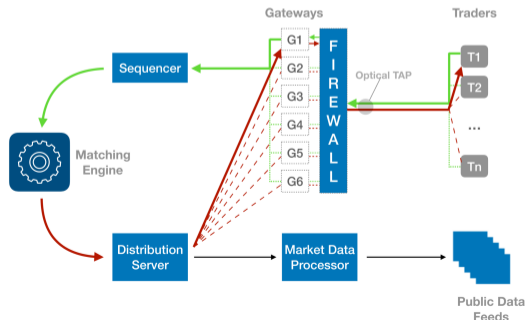 Gateways
Traders
G1
G2
G3
G4
G5
G6
FIREWALL
Optical TAP
T1
T2
...
Tn
Sequencer
Matching
Engine
Distribution
Server
Market Data
Processor
Public Data
Feeds